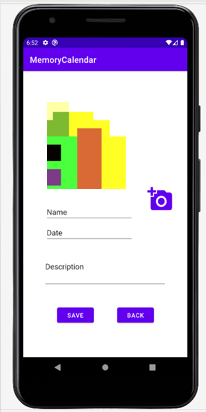 6:52
MemoryCalendar
Name
Date
Description
SAVE
BACK